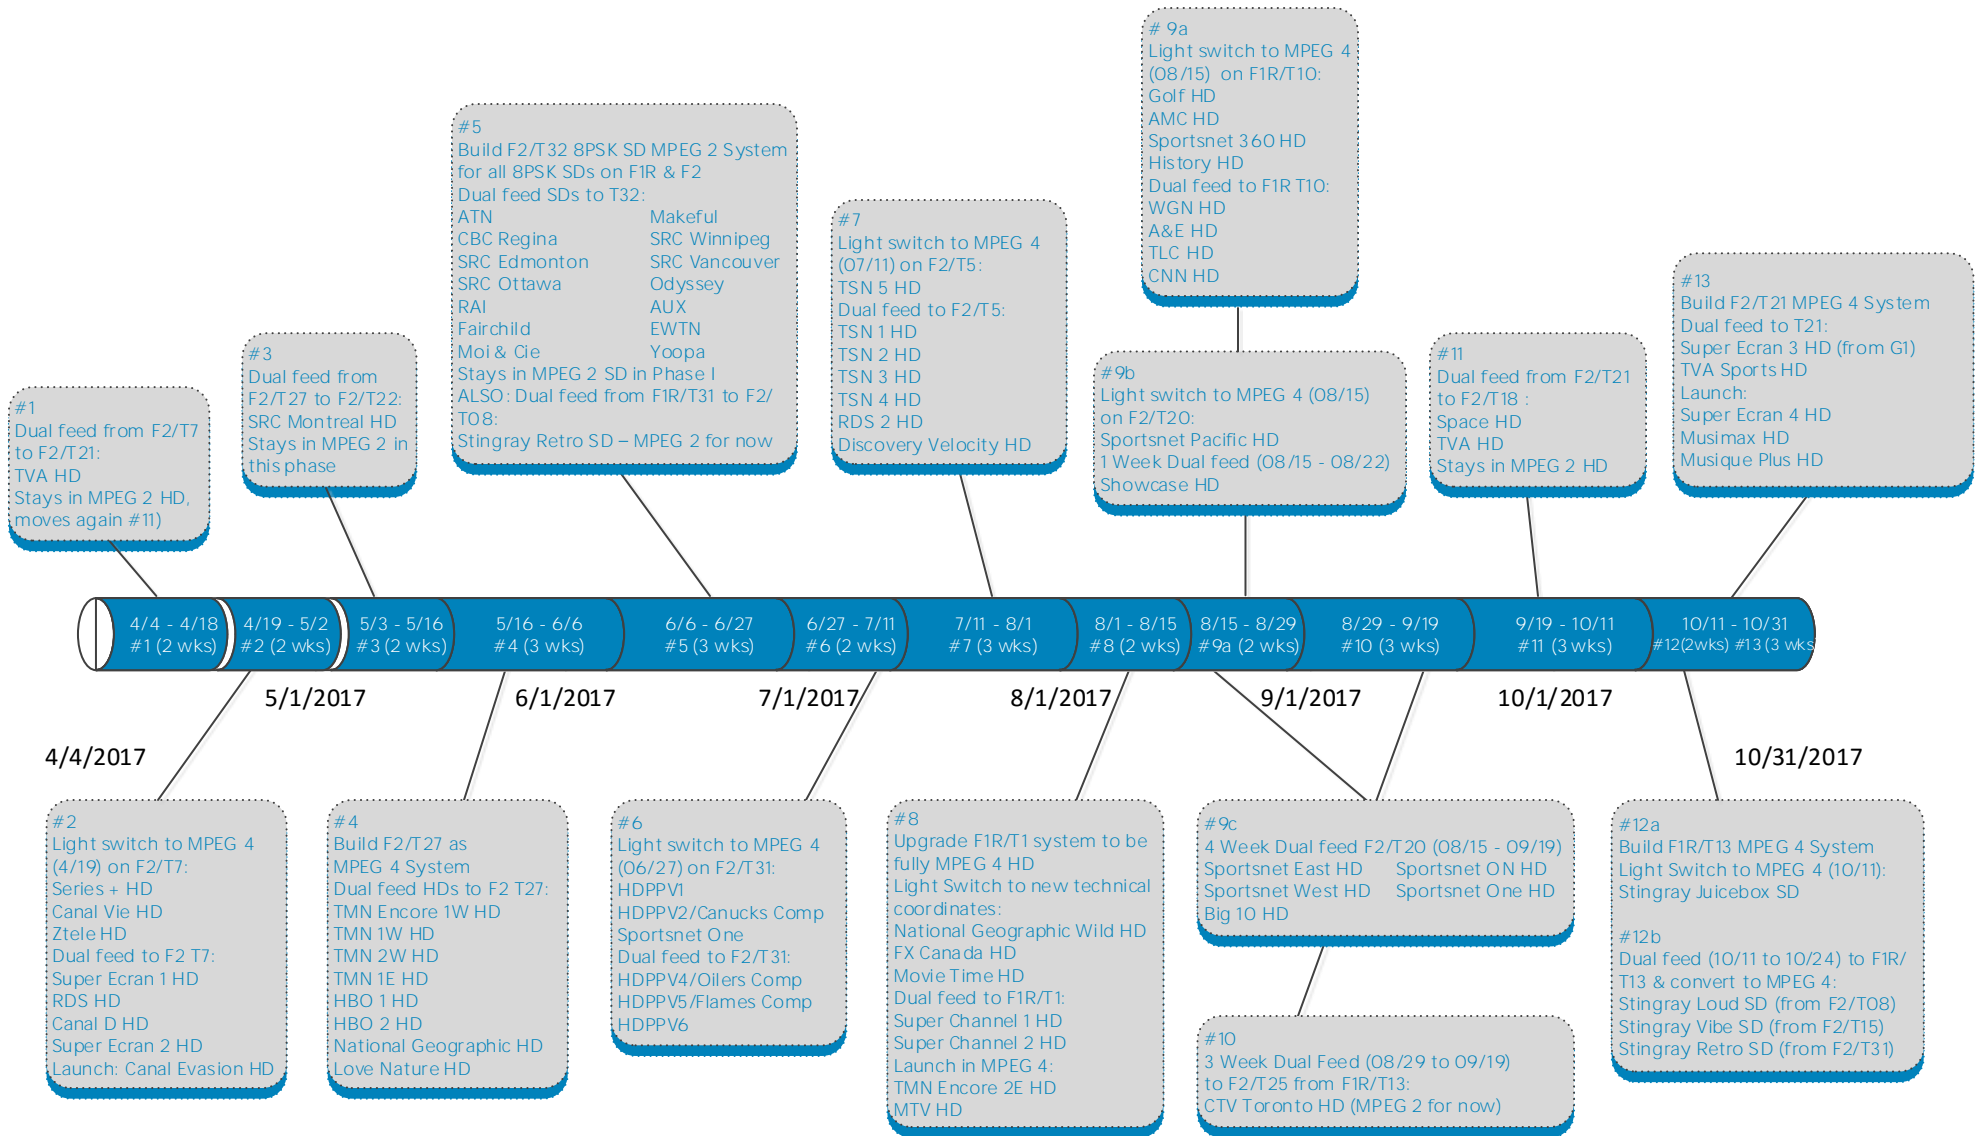 # 9a
Light switch to MPEG 4
(08/15)  on F1R/T10:
Golf HD
AMC HD
Sportsnet 360 HD
History HD
Dual feed to F1R T10:
WGN HD
A&E HD
TLC HD
CNN HD
#5
Build F2/T32 8PSK SD MPEG 2 System
for all 8PSK SDs on F1R & F2
Dual feed SDs to T32:
ATN Makeful
CBC Regina SRC Winnipeg
SRC Edmonton SRC Vancouver
SRC Ottawa Odyssey
RAI AUX
Fairchild EWTN
Moi & Cie Yoopa
Stays in MPEG 2 SD in Phase I
ALSO: Dual feed from F1R/T31 to F2/
T08:
Stingray Retro SD – MPEG 2 for now
#7
Light switch to MPEG 4
(07/11) on F2/T5:
TSN 5 HD
Dual feed to F2/T5:
TSN 1 HD
TSN 2 HD
TSN 3 HD
TSN 4 HD
RDS 2 HD
Discovery Velocity HD
#13
Build F2/T21 MPEG 4 System
Dual feed to T21:
Super Ecran 3 HD (from G1)
TVA Sports HD
Launch:
Super Ecran 4 HD
Musimax HD
Musique Plus HD
#3
Dual feed from
F2/T27 to F2/T22:
SRC Montreal HD
Stays in MPEG 2 in
this phase
#9b
Light switch to MPEG 4 (08/15)
on F2/T20:
Sportsnet Pacific HD
1 Week Dual feed (08/15 - 08/22)
Showcase HD
#11
Dual feed from F2/T21
to F2/T18 :
Space HD
TVA HD
Stays in MPEG 2 HD
#1
Dual feed from F2/T7
to F2/T21:
TVA HD
Stays in MPEG 2 HD,
moves again #11)
4/4 - 4/18
#1 (2 wks)
4/19 - 5/2
#2 (2 wks)
5/3 - 5/16
#3 (2 wks)
5/16 - 6/6
#4 (3 wks)
6/6 - 6/27
#5 (3 wks)
6/27 - 7/11
#6 (2 wks)
7/11 - 8/1
#7 (3 wks)
8/1 - 8/15
#8 (2 wks)
8/15 - 8/29
#9a (2 wks)
8/29 - 9/19
#10 (3 wks)
9/19 - 10/11
#11 (3 wks)
10/11 - 10/31
#12(2wks) #13 (3 wks
5/1/2017
6/1/2017
7/1/2017
8/1/2017
9/1/2017
10/1/2017
4/4/2017
10/31/2017
#2
Light switch to MPEG 4
(4/19) on F2/T7:
Series + HD
Canal Vie HD
Ztele HD
Dual feed to F2 T7:
Super Ecran 1 HD
RDS HD
Canal D HD
Super Ecran 2 HD
Launch: Canal Evasion HD
#4
Build F2/T27 as
MPEG 4 System
Dual feed HDs to F2 T27:
TMN Encore 1W HD
TMN 1W HD
TMN 2W HD
TMN 1E HD
HBO 1 HD
HBO 2 HD
National Geographic HD
Love Nature HD
#6
Light switch to MPEG 4
(06/27) on F2/T31:
HDPPV1
HDPPV2/Canucks Comp
Sportsnet One
Dual feed to F2/T31:
HDPPV4/Oilers Comp
HDPPV5/Flames Comp
HDPPV6
#8
Upgrade F1R/T1 system to be
fully MPEG 4 HD
Light Switch to new technical
coordinates:
National Geographic Wild HD
FX Canada HD
Movie Time HD
Dual feed to F1R/T1:
Super Channel 1 HD
Super Channel 2 HD
Launch in MPEG 4:
TMN Encore 2E HD
MTV HD
#9c
4 Week Dual feed F2/T20 (08/15 - 09/19)
Sportsnet East HD Sportsnet ON HD
Sportsnet West HD Sportsnet One HD
Big 10 HD
#10
3 Week Dual Feed (08/29 to 09/19)
to F2/T25 from F1R/T13:
CTV Toronto HD (MPEG 2 for now)
#12a
Build F1R/T13 MPEG 4 System
Light Switch to MPEG 4 (10/11):
Stingray Juicebox SD
#12b
Dual feed (10/11 to 10/24) to F1R/
T13 & convert to MPEG 4:
Stingray Loud SD (from F2/T08)
Stingray Vibe SD (from F2/T15)
Stingray Retro SD (from F2/T31)